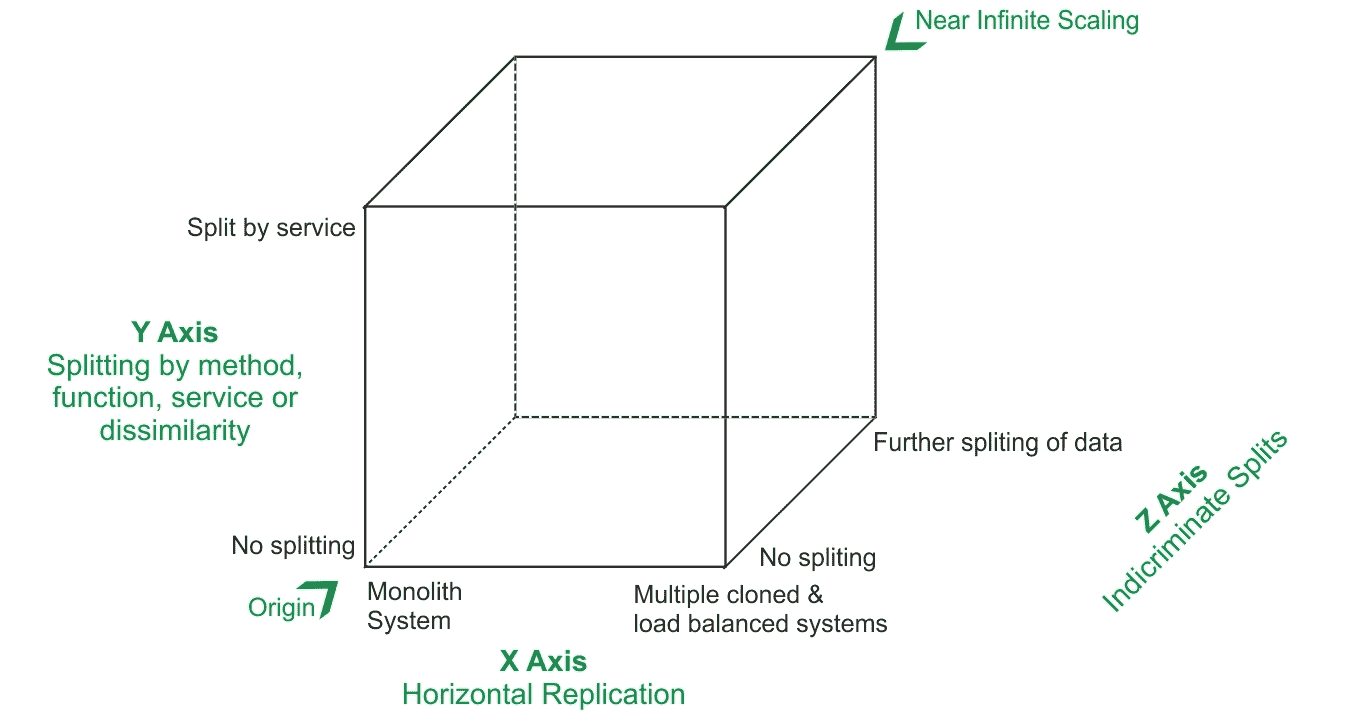 Near Infinite Scaling
Split by service
Y Axis
Splitting by method,
function, service or
dissimilarity
Further spliting of data
Z Axis
Indicriminate Splits
No splitting
No spliting
Origin
Monolith
System
Multiple cloned &
load balanced systems
X Axis
Horizontal Replication